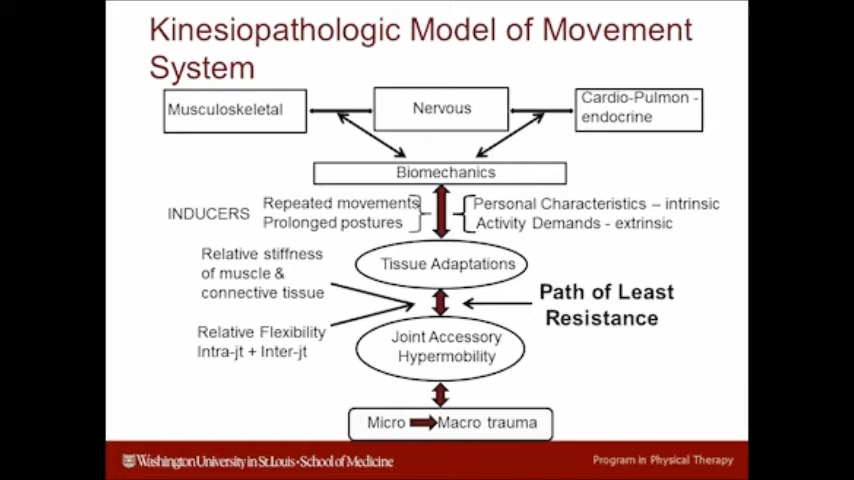 Kinesiopathologic Model of Movement
System
Musculoskeletal
Nervous
Cardio-Pulmon -
endocrine
Biomechanics
INDUCERS
Repeated movements
Prolonged postures
Personal Characteristics – intrinsic
Activity Demands - extrinsic
Tissue Adaptations
Relative stiffness
of muscle &
connective tissue
Path of Least
Resistance
Relative Flexibility
Intra-jt + Inter-jt
Joint Accessory
Hypermobility
Micro
Macro trauma
Washington University in St. Louis • School of Medicine
Program in Physical Therapy